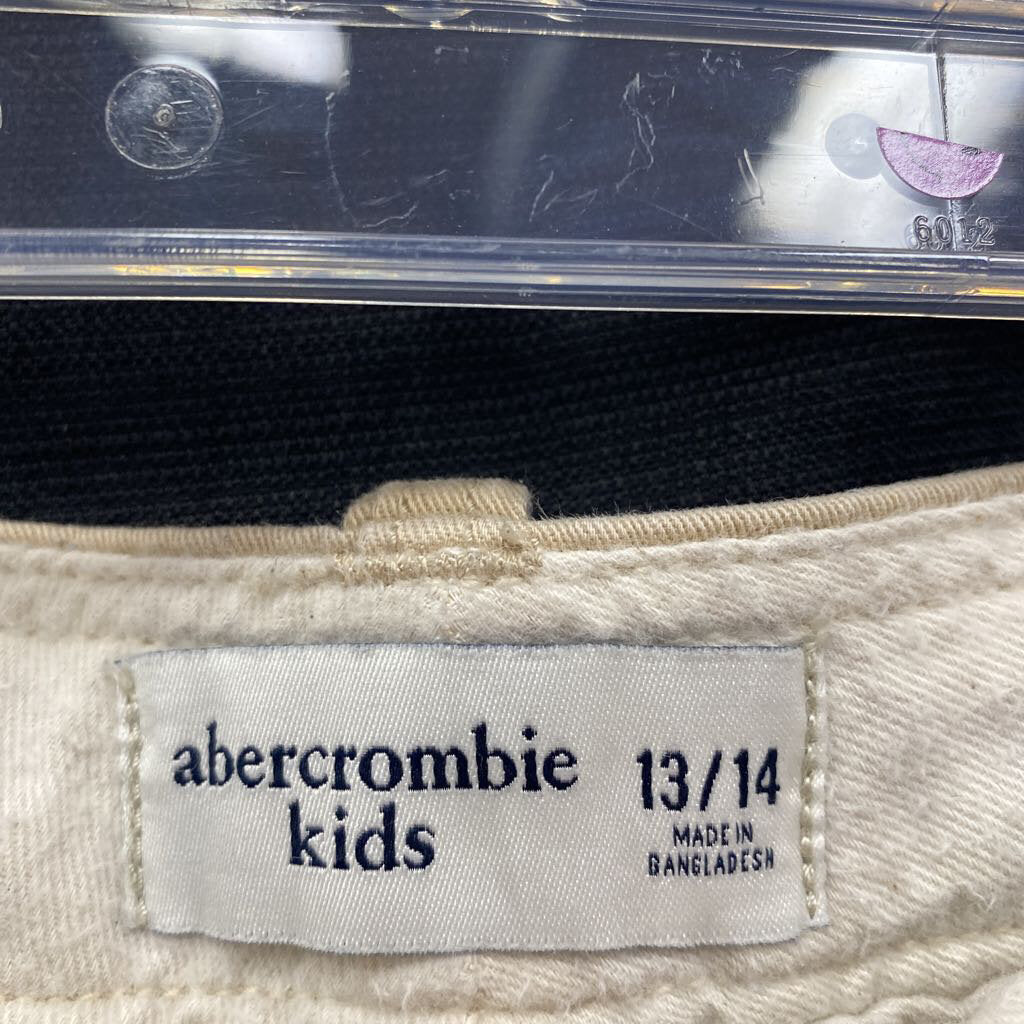 6012
abercrombie
kids
13/14
MADE IN
BANGLADESH